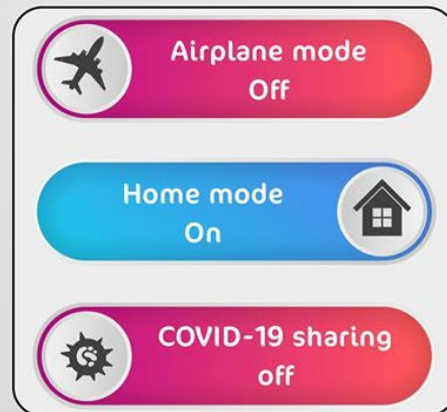 Airplane mode
Off
Home mode
On
COVID-19 sharing
off